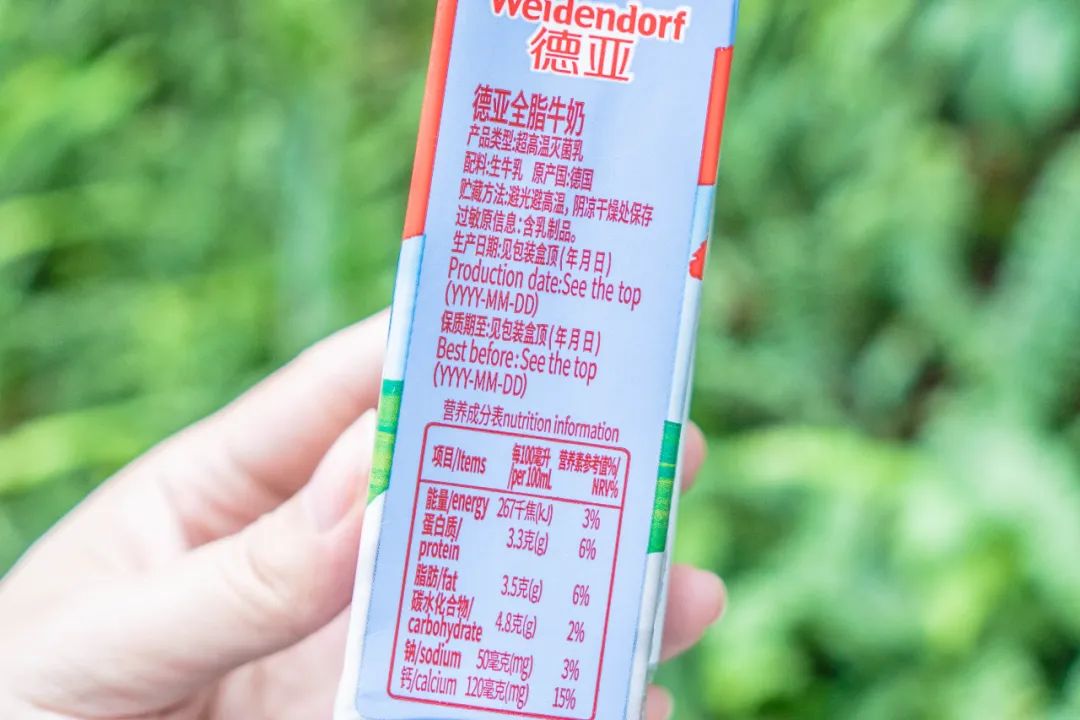 Weidendorf
德亚
德亚全脂牛奶
产品类型:超高温灭菌乳
配料:生牛乳 原产国:德国
贮藏方法:避光避高温,阴凉干燥处保存
过敏原信息:含乳制品。
生产日期:见包装盒顶(年月日)
Production date:See the top
(YYYY-MM-DD)
保质期至:见包装盒顶(年月日)
Best before:See the top
(YYYY-MM-DD)
营养成分表nutrition information
项目/Items 每100毫升/per 100mL 营养素参考值%/NRV%
能量/energy 267千焦(kJ) 3%
蛋白质/protein 3.3克(g) 6%
脂肪/fat 3.5克(g) 6%
碳水化合物/carbohydrate 4.8克(g) 2%
钠/sodium 50毫克(mg) 3%
钙/calcium 120毫克(mg) 15%